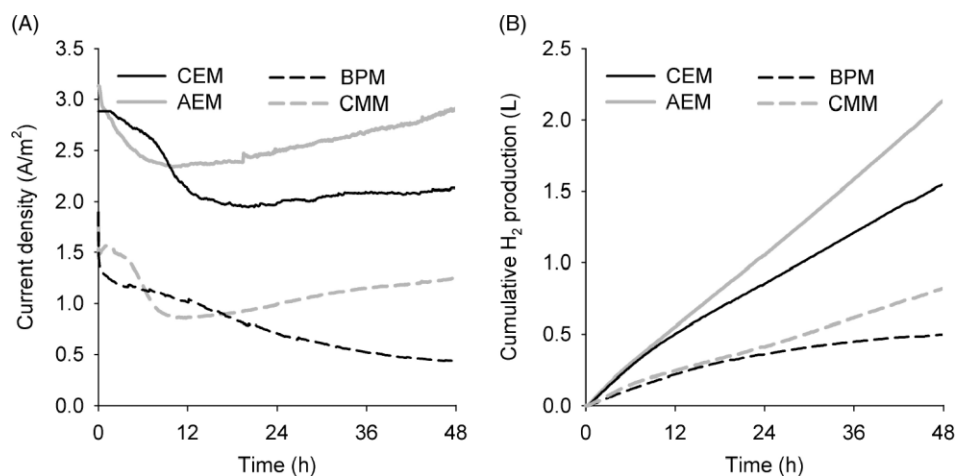 (A)
3.5
3.0
2.5
2.0
1.5
1.0
0.5
0.0
Current density (A/m²)
CEM
AEM
BPM
CMM
0 12 24 36 48
Time (h)
(B)
2.5
2.0
1.5
1.0
0.5
0.0
Cumulative H₂ production (L)
CEM
AEM
BPM
CMM
0 12 24 36 48
Time (h)